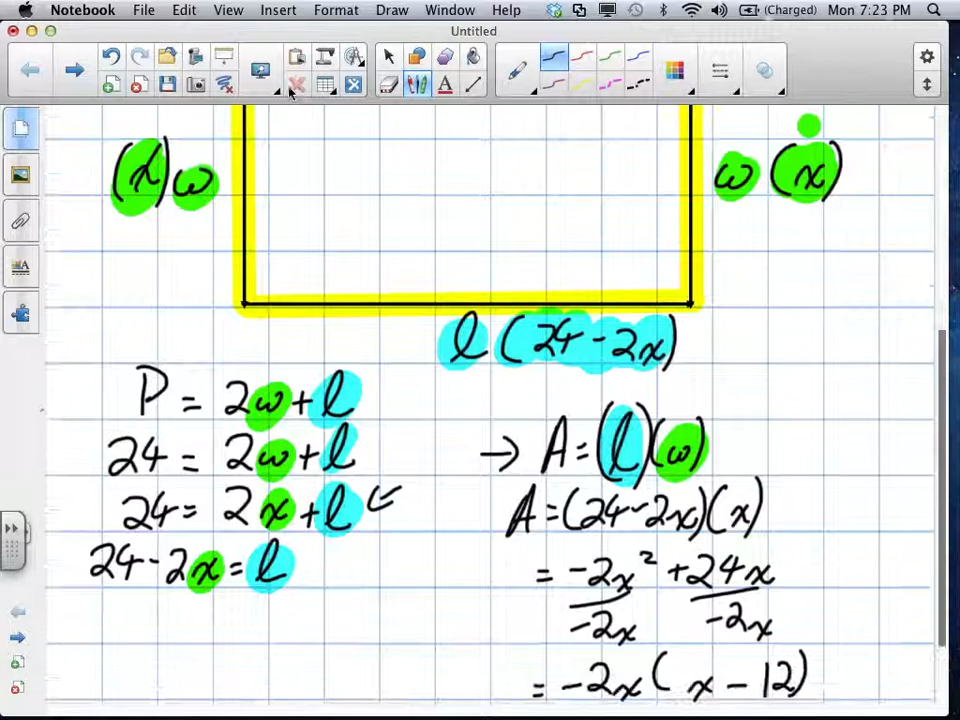 Notebook File Edit View Insert Format Draw Window Help (Charged) Mon 7:23 PM
Untitled
(x) w
w (x)
l (24-2x)
P = 2w+l
24 = 2w+l
24 = 2x+l
24-2x = l
→ A = (l)(w)
A = (24-2x)(x)
= -2x² + 24x
-2x -2x
= -2x ( x - 12)